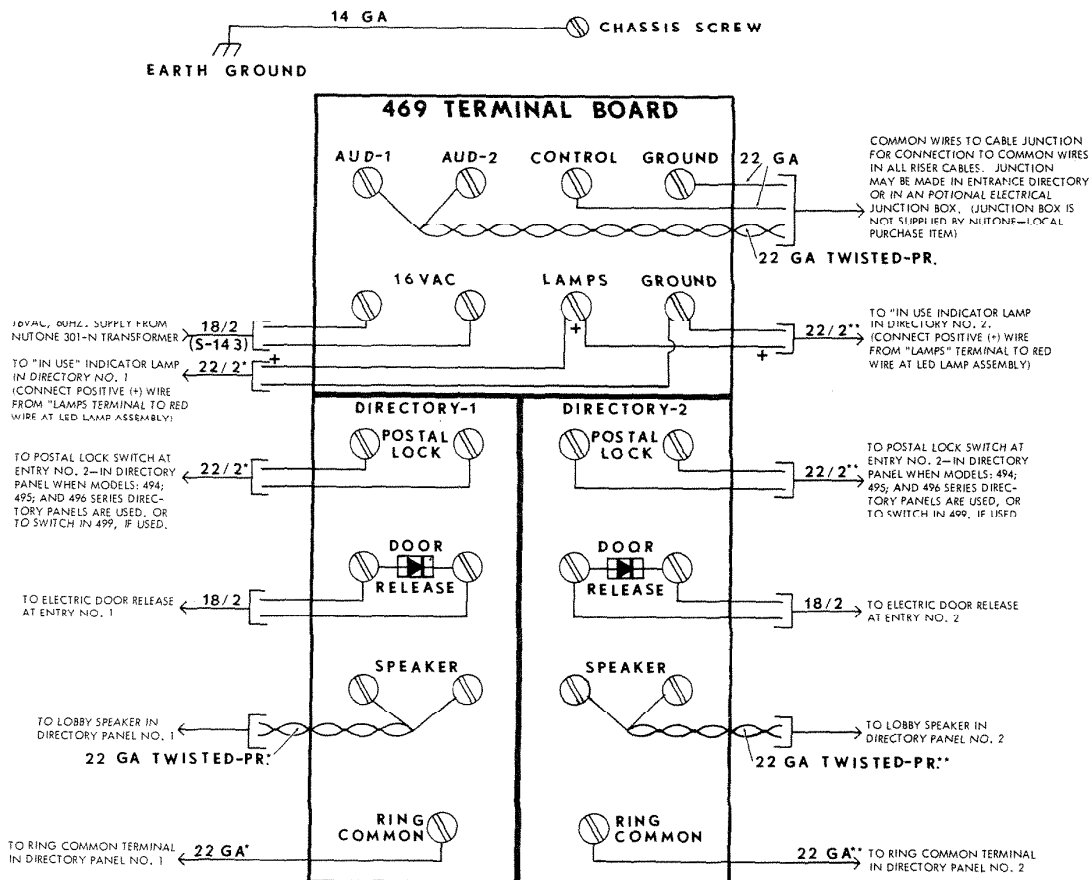 14 GA
CHASSIS SCREW
EARTH GROUND
469 TERMINAL BOARD
AUD-1
AUD-2
CONTROL
GROUND
22 GA
COMMON WIRES TO CABLE JUNCTION
FOR CONNECTION TO COMMON WIRES
IN ALL RISER CABLES. JUNCTION
MAY BE MADE IN ENTRANCE DIRECTORY
OR IN AN POTIONAL ELECTRICAL
JUNCTION BOX. (JUNCTION BOX IS
NOT SUPPLIED BY NUTONE—LOCAL
PURCHASE ITEM)
22 GA TWISTED-PR.
16 VAC
LAMPS
GROUND
16VAC, 60HZ. SUPPLY FROM
NUTONE 301-N TRANSFORMER
18/2
(S-143)
+
+
+
TO "IN USE" INDICATOR LAMP
IN DIRECTORY NO. 1
(CONNECT POSITIVE (+) WIRE
FROM "LAMPS TERMINAL TO RED
WIRE AT LED LAMP ASSEMBLY)
22/2*
22/2**
TO "IN USE INDICATOR LAMP
IN DIRECTORY NO. 2.
(CONNECT POSITIVE (+) WIRE
FROM "LAMPS" TERMINAL TO RED
WIRE AT LED LAMP ASSEMBLY)
DIRECTORY-1
DIRECTORY-2
POSTAL
LOCK
POSTAL
LOCK
TO POSTAL LOCK SWITCH AT
ENTRY NO. 2—IN DIRECTORY
PANEL WHEN MODELS: 494;
495; AND 496 SERIES DIREC-
TORY PANELS ARE USED. OR
TO SWITCH IN 499, IF USED.
22/2*
22/2**
TO POSTAL LOCK SWITCH AT
ENTRY NO. 2—IN DIRECTORY
PANEL WHEN MODELS: 494;
495; AND 496 SERIES DIREC-
TORY PANELS ARE USED, OR
TO SWITCH IN 499, IF USED
DOOR
RELEASE
DOOR
RELEASE
TO ELECTRIC DOOR RELEASE
AT ENTRY NO. 1
18/2
18/2
TO ELECTRIC DOOR RELEASE
AT ENTRY NO. 2
SPEAKER
SPEAKER
TO LOBBY SPEAKER IN
DIRECTORY PANEL NO. 1
22 GA TWISTED-PR.*
TO LOBBY SPEAKER IN
DIRECTORY PANEL NO. 2
22 GA TWISTED-PR.**
RING
COMMON
RING
COMMON
TO RING COMMON TERMINAL
IN DIRECTORY PANEL NO. 1
22 GA*
22 GA**
TO RING COMMON TERMINAL
IN DIRECTORY PANEL NO. 2